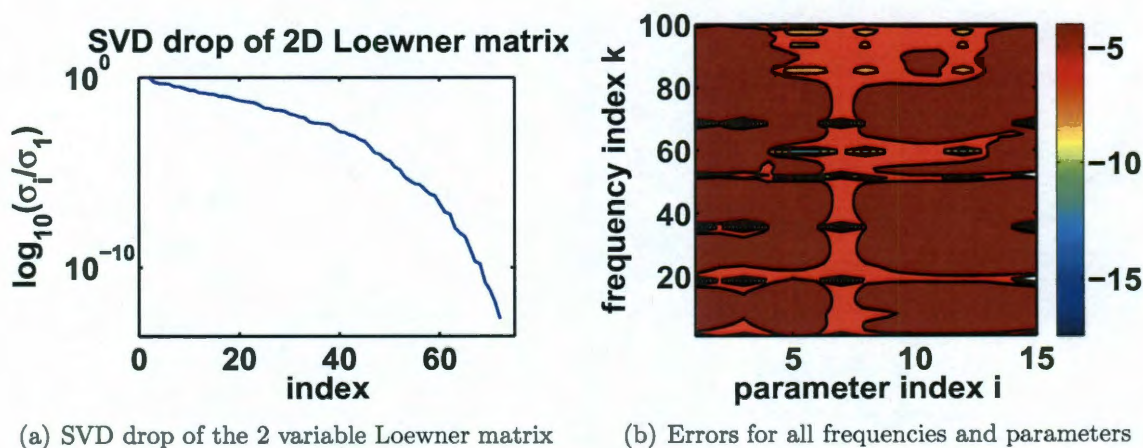 SVD drop of 2D Loewner matrix
log10(σi/σ1)
10^0
10^-10
0 20 40 60
index
(a) SVD drop of the 2 variable Loewner matrix
frequency index k
100
80
60
40
20
5 10 15
parameter index i
-5
-10
-15
(b) Errors for all frequencies and parameters